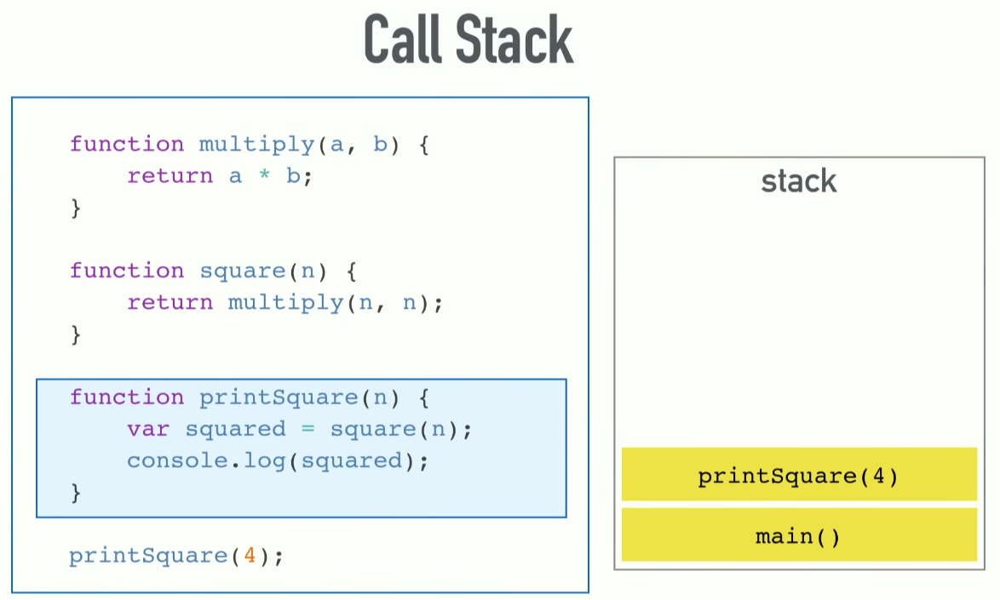 Call Stack
function multiply(a, b) {
    return a * b;
}
function square(n) {
    return multiply(n, n);
}
function printSquare(n) {
    var squared = square(n);
    console.log(squared);
}
printSquare(4);
stack
printSquare(4)
main()